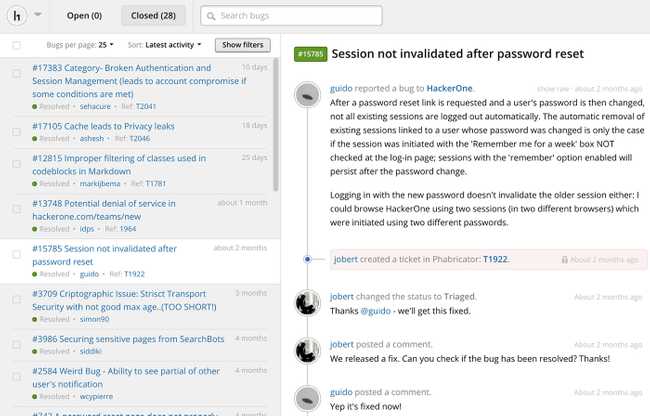 h
Open (0)
Closed (28)
Search bugs
Bugs per page: 25
Sort: Latest activity
Show filters
#17383 Category- Broken Authentication and
16 days
Session Management (leads to account compromise if
some conditions are met)
Resolved • sehacure • Ref: T2041
#17105 Cache leads to Privacy leaks
18 days
Resolved • ashesh • Ref: T2046
#12815 Improper filtering of classes used in
25 days
codeblocks in Markdown
Resolved • markijbema • Ref: T1781
#13748 Potential denial of service in
about 1 month
hackerone.com/teams/new
Resolved • idps • Ref: 1964
#15785 Session not invalidated after
about 2 months
password reset
Resolved • guido • Ref: T1922
#3709 Criptographic Issue: Strisct Transport
3 months
Security with not good max age..(TOO SHORT!)
Resolved • simon90
#3986 Securing sensitive pages from SearchBots
4 months
Resolved • siddiki
#2584 Weird Bug - Ability to see partial of other
4 months
user's notification
Resolved • wcypierre
#15785
Session not invalidated after password reset
guido reported a bug to HackerOne.
show raw · about 2 months ago
After a password reset link is requested and a user's password is then changed,
not all existing sessions are logged out automatically. The automatic removal of
existing sessions linked to a user whose password was changed is only the case
if the session was initiated with the 'Remember me for a week' box NOT
checked at the log-in page; sessions with the 'remember' option enabled will
persist after the password change.
Logging in with the new password doesn't invalidate the older session either; I
could browse HackerOne using two sessions (in two different browsers) which
were initiated using two different passwords.
jobert created a ticket in Phabricator: T1922.
About 2 months ago
jobert changed the status to Triaged.
About 2 months ago
Thanks @guido - we'll get this fixed.
jobert posted a comment.
About 2 months ago
We released a fix. Can you check if the bug has been resolved? Thanks!
guido posted a comment.
About 2 months ago
Yep it's fixed now!